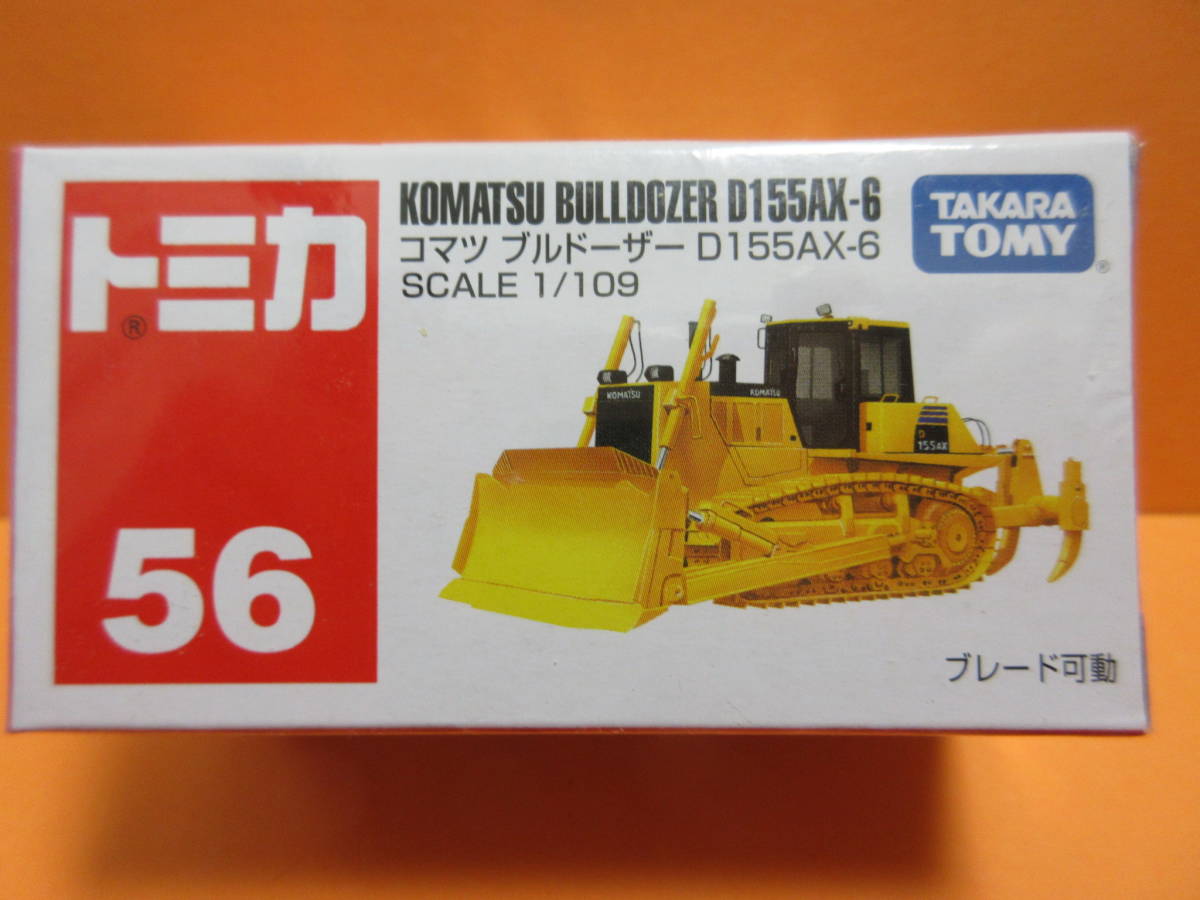 トミカ
®
56
KOMATSU BULLDOZER D155AX-6
コマツ ブルドーザー D155AX-6
SCALE 1/109
TAKARA
TOMY
®
KOMATSU
KOMATSU
D
155AX
ブレード可動